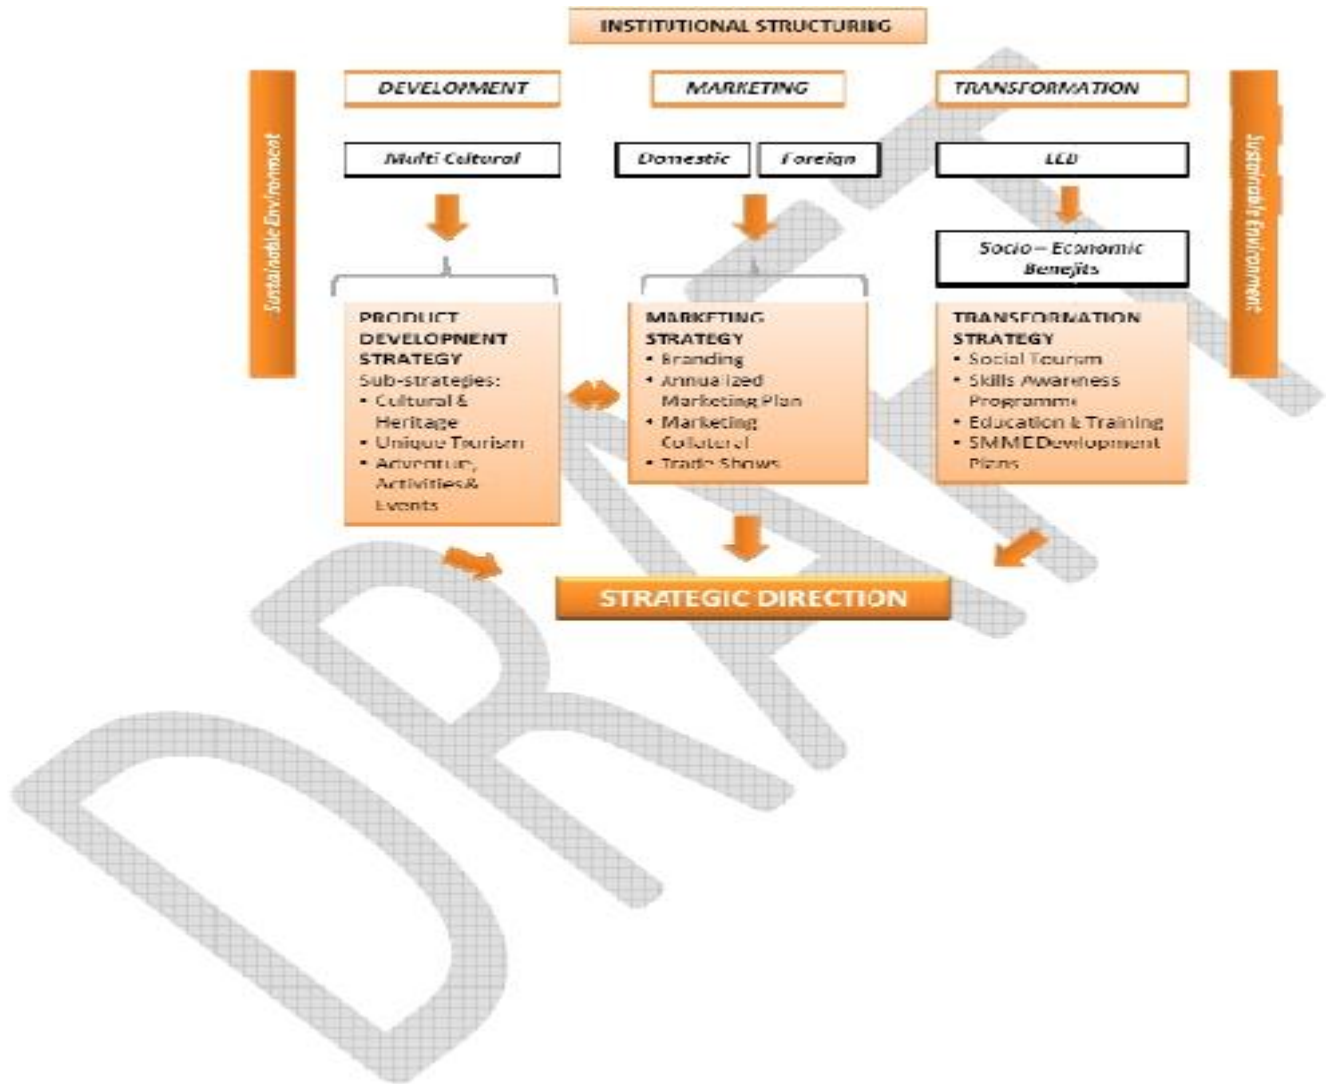 INSTITUTIONAL STRUCTURING
DEVELOPMENT
MARKETING
TRANSFORMATION
Sustainable Environment
Sustainable Environment
Multi Cultural
Domestic
Foreign
LED
Socio – Economic
Benefits
PRODUCT
DEVELOPMENT
STRATEGY
Sub-strategies:
• Cultural &
Heritage
• Unique Tourism
• Adventure,
Activities &
Events
MARKETING
STRATEGY
• Branding
• Annualized
Marketing Plan
• Marketing
Collateral
• Trade Shows
TRANSFORMATION
STRATEGY
• Social Tourism
• Skills Awareness
Programme
• Education & Training
• SMME Development
Plans
STRATEGIC DIRECTION
DRAFT